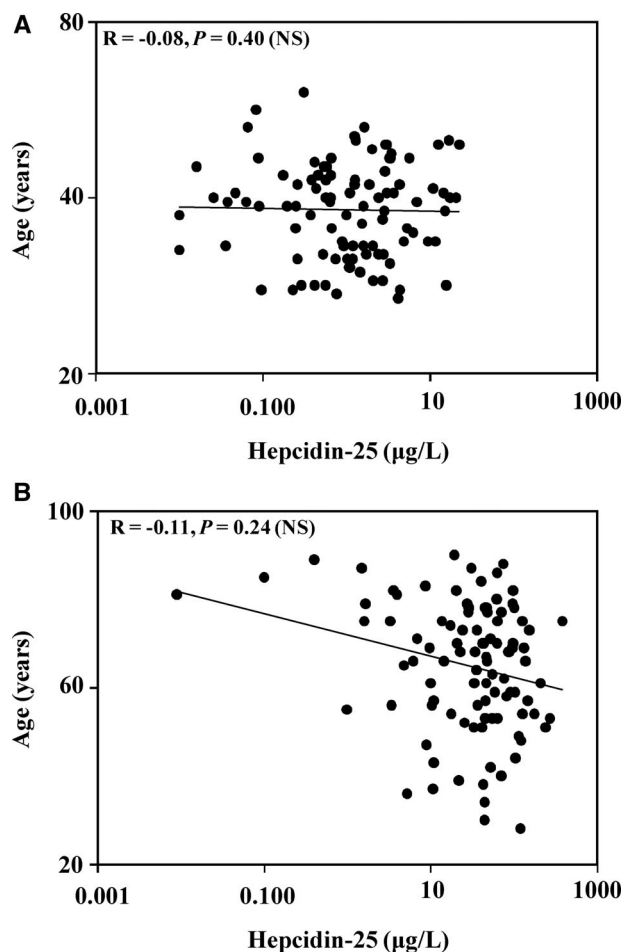 A
R = -0.08, P = 0.40 (NS)
80
40
20
Age (years)
0.001
0.100
10
1000
Hepcidin-25 (µg/L)
B
R = -0.11, P = 0.24 (NS)
100
60
20
Age (years)
0.001
0.100
10
1000
Hepcidin-25 (µg/L)